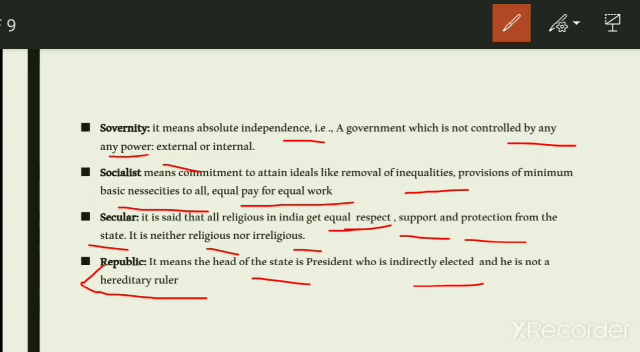 9
Sovernity: it means absolute independence, i.e ., A government which is not controlled by any
any power: external or internal.
Socialist means commitment to attain ideals like removal of inequalities, provisions of minimum
basic nessecities to all, equal pay for equal work
Secular: it is said that all religious in india get equal respect , support and protection from the
state. It is neither religious nor irreligious.
Republic: It means the head of the state is President who is indirectly elected and he is not a
hereditary ruler
XRecorder